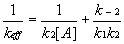 1/k_eff = 1/k₂[A] + k₋₂/k₁k₂